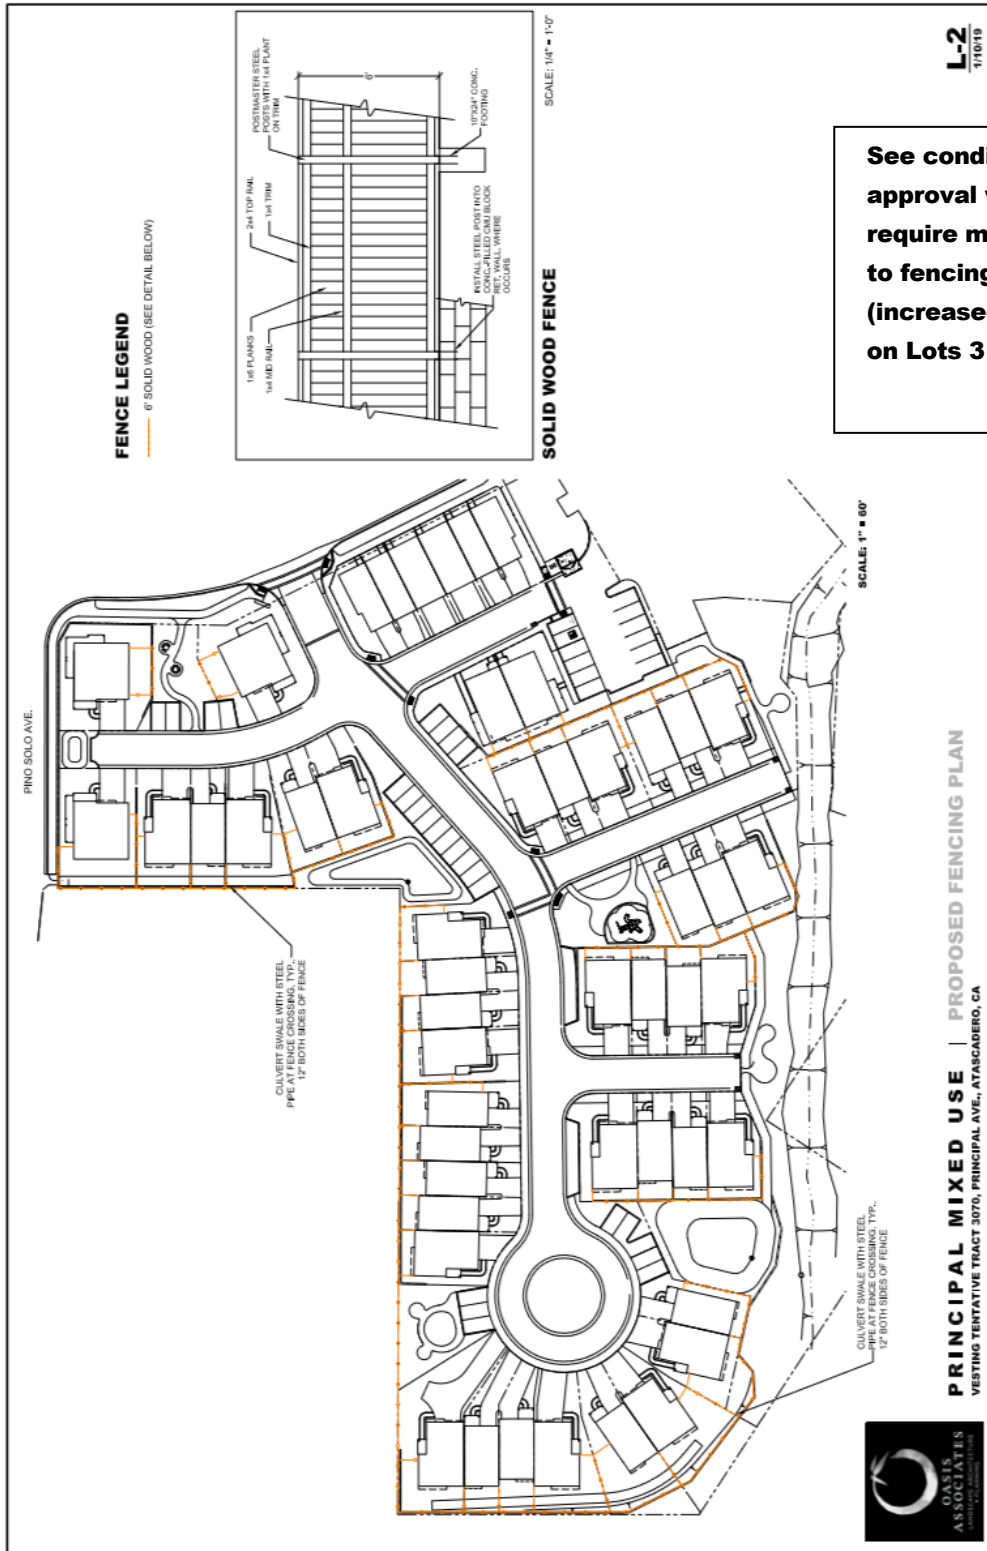 PINO SOLO AVE.
FENCE LEGEND
6' SOLID WOOD (SEE DETAIL BELOW)
POSTMASTER STEEL
POSTS WITH 1x4 PLANT
ON TRIM
2x4 TOP RAIL
1x4 TRIM
1x6 PLANKS
1x4 MID RAIL
6'
INSTALL STEEL POST INTO
CONC.-FILLED CMU BLOCK
RET. WALL, WHERE
OCCURS
CONC.
FOOTING
SOLID WOOD FENCE
SCALE: 1/4" = 1'-0"
CULVERT SWALE WITH STEEL
PIPE AT FENCE CROSSING, TYP.,
12" BOTH SIDES OF FENCE
CULVERT SWALE WITH STEEL
PIPE AT FENCE CROSSING, TYP.,
12" BOTH SIDES OF FENCE
SCALE: 1" = 60'
See condi
approval
require m
to fencing
(increase
on Lots 3
L-2
1/10/19
OASIS
ASSOCIATES
LANDSCAPE ARCHITECTURE
+ PLANNING
PRINCIPAL MIXED USE | PROPOSED FENCING PLAN
VESTING TENTATIVE TRACT 3070, PRINCIPAL AVE., ATASCADERO, CA